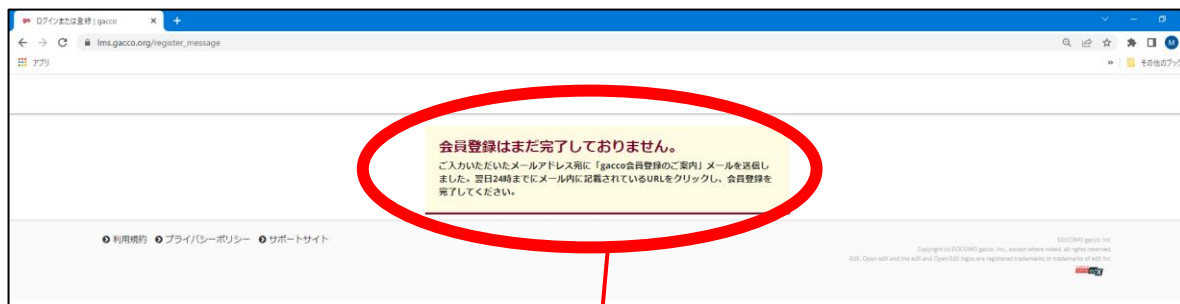 ログインまたは登録 | gacco
lms.gacco.org/register_message
アプリ
その他のブック
会員登録はまだ完了しておりません。
ご入力いただいたメールアドレス宛に「gacco会員登録のご案内」メールを送信し
ました。翌日24時までにメール内に記載されているURLをクリックし、会員登録を
完了してください。
利用規約 プライバシーポリシー サポートサイト
DOCOMO gacco, Inc.
Copyright (c) DOCOMO gacco, Inc., except where noted, all rights reserved.
EdX, Open edX and the edX and Open EdX logos are registered trademarks or trademarks of edX Inc.